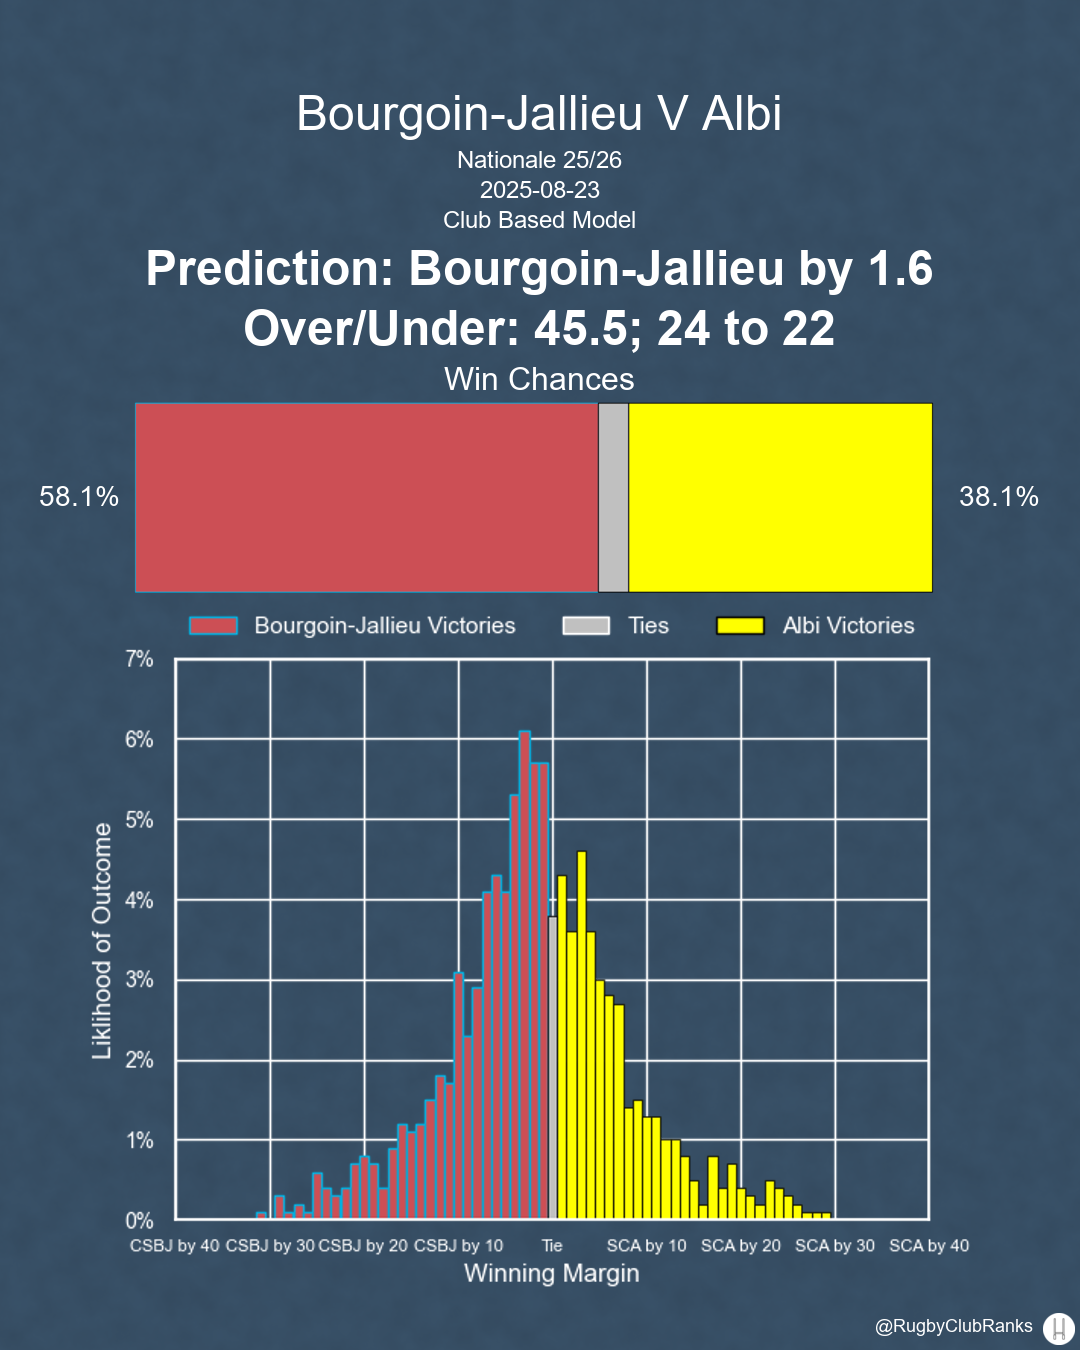 Bourgoin-Jallieu V Albi
Nationale 25/26
2025-08-23
Club Based Model
Prediction: Bourgoin-Jallieu by 1.6
Over/Under: 45.5; 24 to 22
Win Chances
58.1%
38.1%
Bourgoin-Jallieu Victories Ties Albi Victories
7%
6%
5%
4%
3%
2%
1%
0%
Liklihood of Outcome
CSBJ by 40 CSBJ by 30 CSBJ by 20 CSBJ by 10 Tie SCA by 10 SCA by 20 SCA by 30 SCA by 40
Winning Margin
@RugbyClubRanks